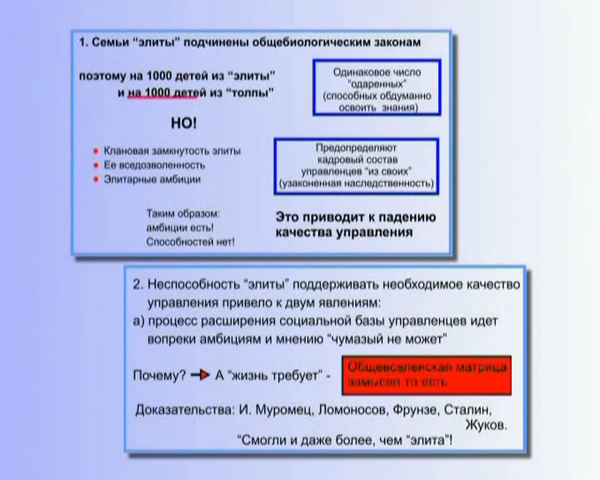 1. Семьи “элиты” подчинены общебиологическим законам
поэтому на 1000 детей из “элиты”
и на 1000 детей из “толпы”
Одинаковое число
“одаренных”
(способных обдуманно
освоить знания)
НО!
Клановая замкнутость элиты
Ее вседозволенность
Элитарные амбиции
Предопределяют
кадровый состав
управленцев “из своих”
(узаконенная наследственность)
Таким образом:
амбиции есть!
Способностей нет!
Это приводит к падению
качества управления
2. Неспособность “элиты” поддерживать необходимое качество
управления привело к двум явлениям:
а) процесс расширения социальной базы управленцев идет
вопреки амбициям и мнению “чумазый не может”
Почему? А “жизнь требует” -
Общевселенская матрица
замысел-то есть
Доказательства: И. Муромец, Ломоносов, Фрунзе, Сталин,
Жуков.
“Смогли и даже более, чем “элита”!